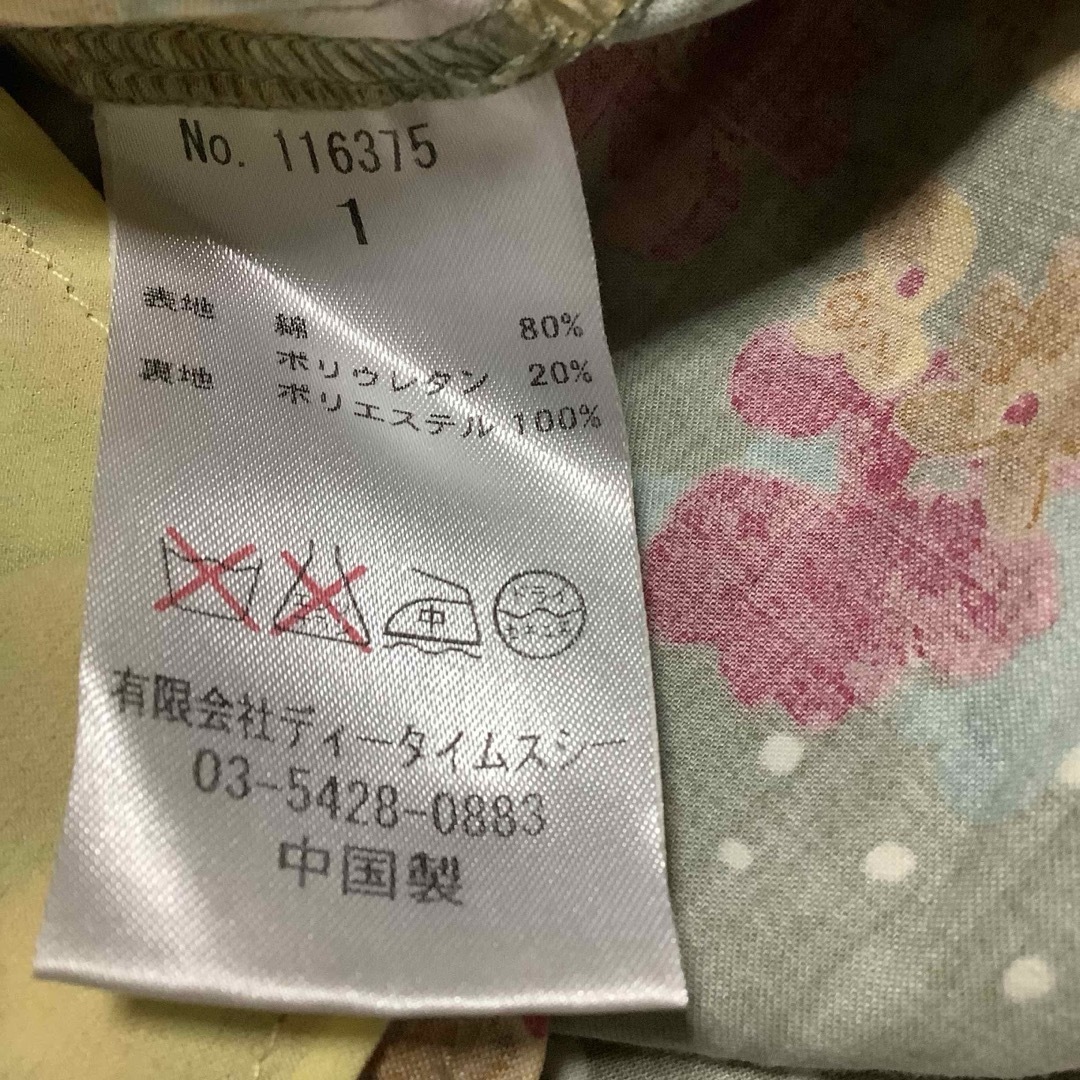 No. 116375
1
表地 綿 80%
ポリウレタン 20%
裏地 ポリエステル 100%
中
ドライ
有限会社ディータイムスシー
03-5428-0883
中国製